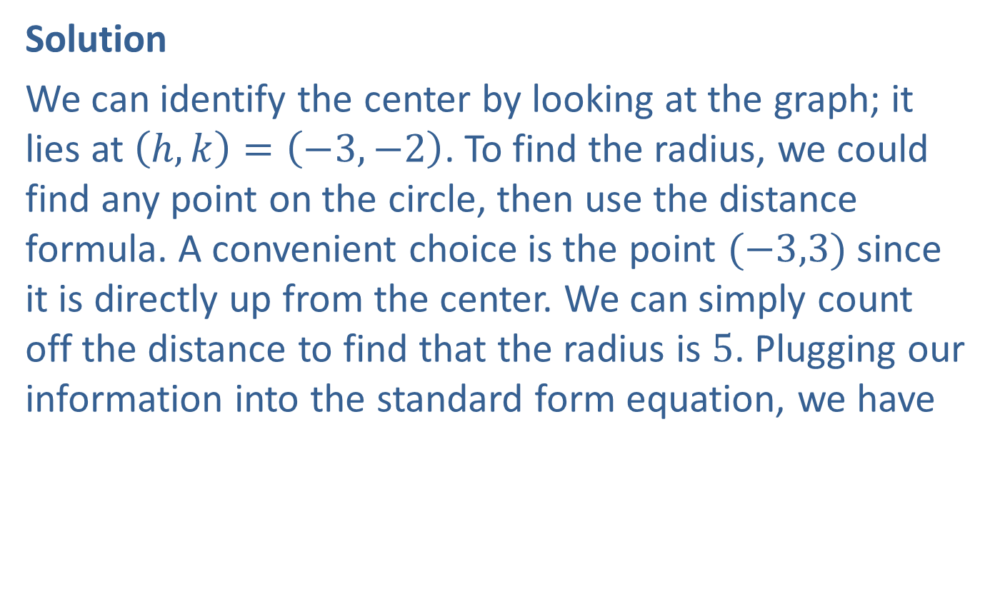 Solution
We can identify the center by looking at the graph; it
lies at (ℎ, 𝑘) = (−3, −2). To find the radius, we could
find any point on the circle, then use the distance
formula. A convenient choice is the point (−3,3) since
it is directly up from the center. We can simply count
off the distance to find that the radius is 5. Plugging our
information into the standard form equation, we have